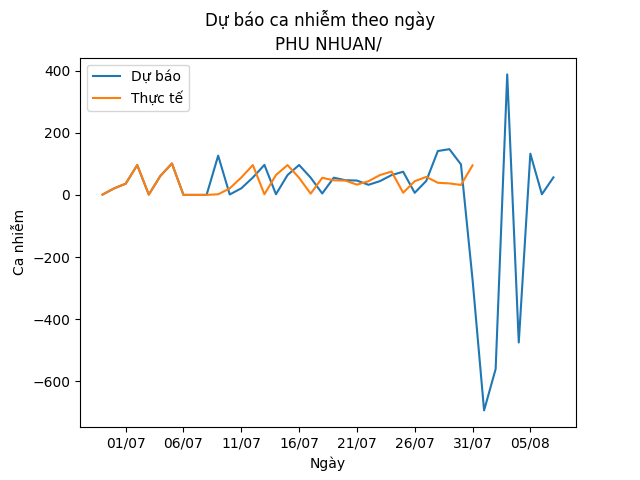 Dự báo ca nhiễm theo ngày
PHU NHUAN/
Dự báo
Thực tế
Ca nhiễm
400
200
0
−200
−400
−600
01/07
06/07
11/07
16/07
21/07
26/07
31/07
05/08
Ngày